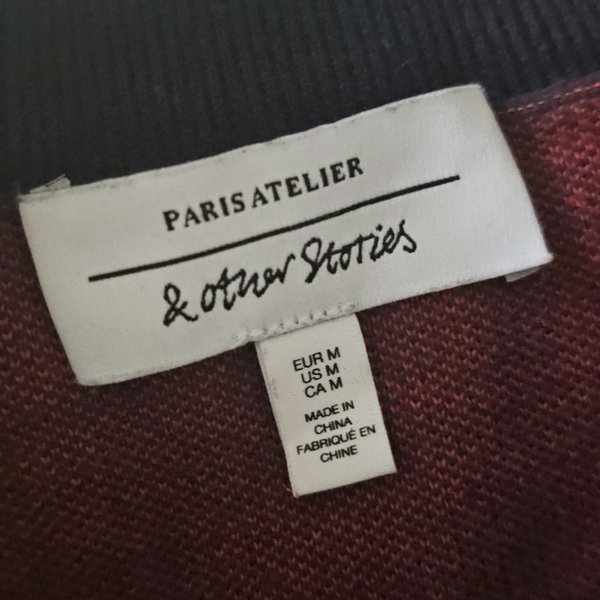 PARIS ATELIER
& other Stories
EUR M
US M
CA M
MADE IN
CHINA
FABRIQUÉ EN
CHINE